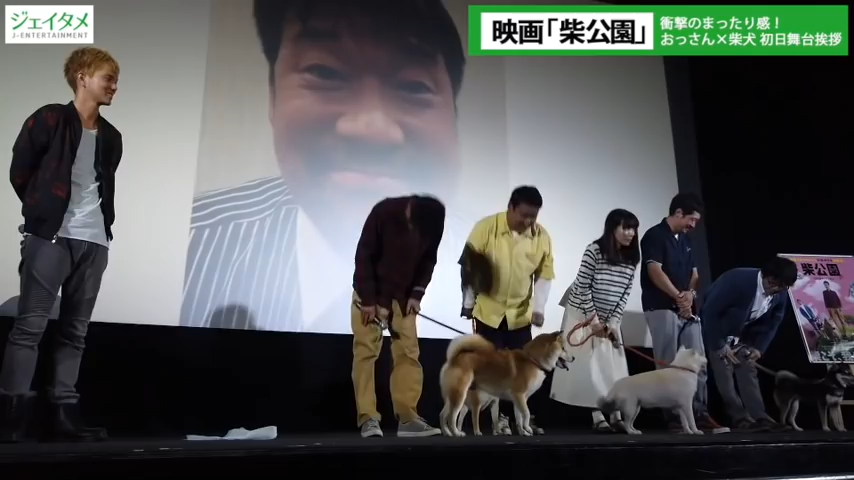 ジェイタメ
J-ENTERTAINMENT
映画「柴公園」
衝撃のまったり感！
おっさん×柴犬 初日舞台挨拶
柴公園